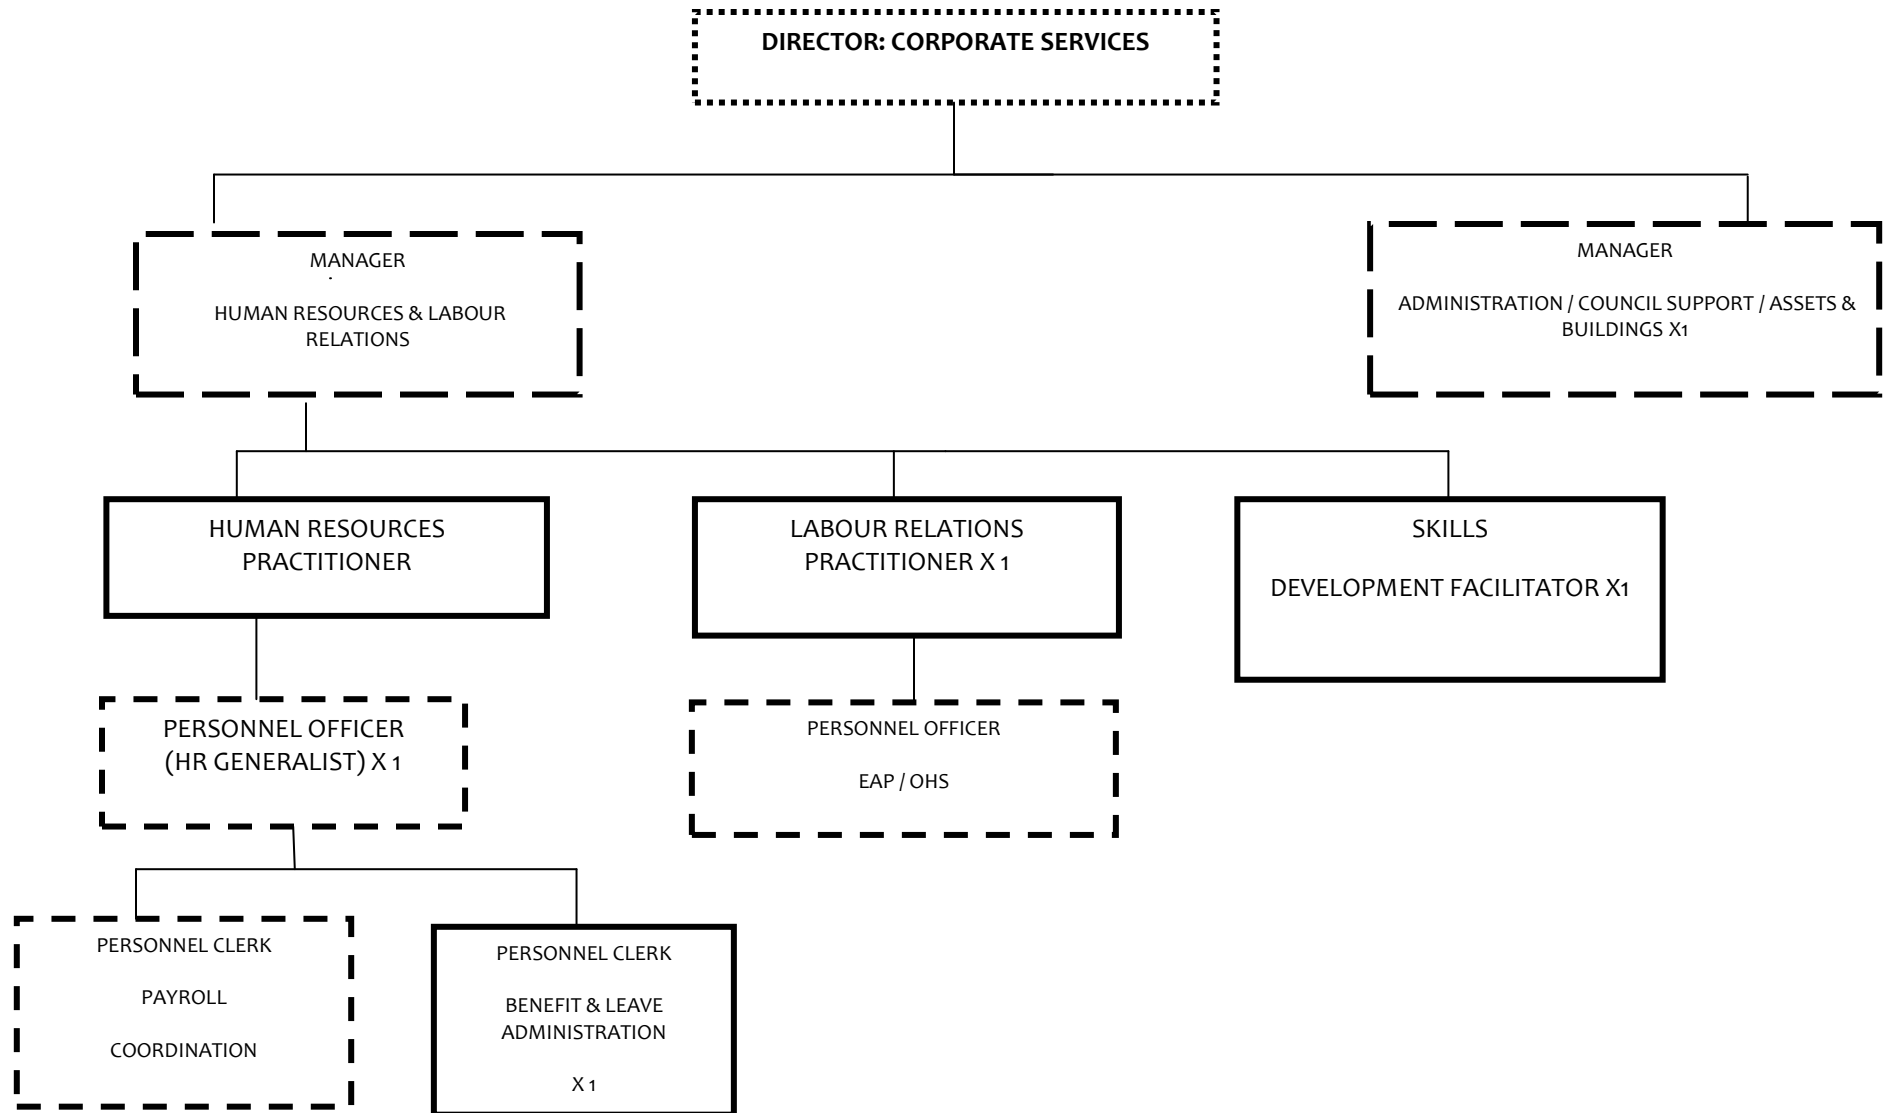 DIRECTOR: CORPORATE SERVICES
MANAGER
HUMAN RESOURCES & LABOUR
RELATIONS
MANAGER
ADMINISTRATION / COUNCIL SUPPORT / ASSETS &
BUILDINGS X1
HUMAN RESOURCES
PRACTITIONER
LABOUR RELATIONS
PRACTITIONER X 1
SKILLS
DEVELOPMENT FACILITATOR X1
PERSONNEL OFFICER
(HR GENERALIST) X 1
PERSONNEL OFFICER
EAP / OHS
PERSONNEL CLERK
PAYROLL
COORDINATION
PERSONNEL CLERK
BENEFIT & LEAVE
ADMINISTRATION
X 1